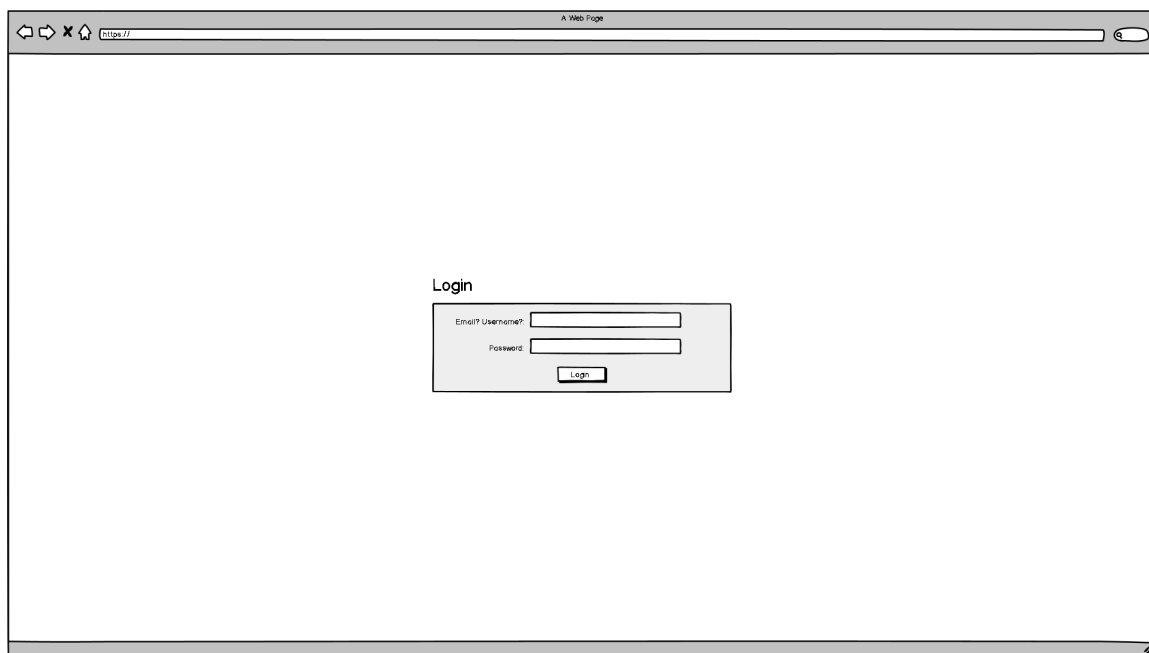 A Web Page
https://
Login
Email? Username?:
Password:
Login